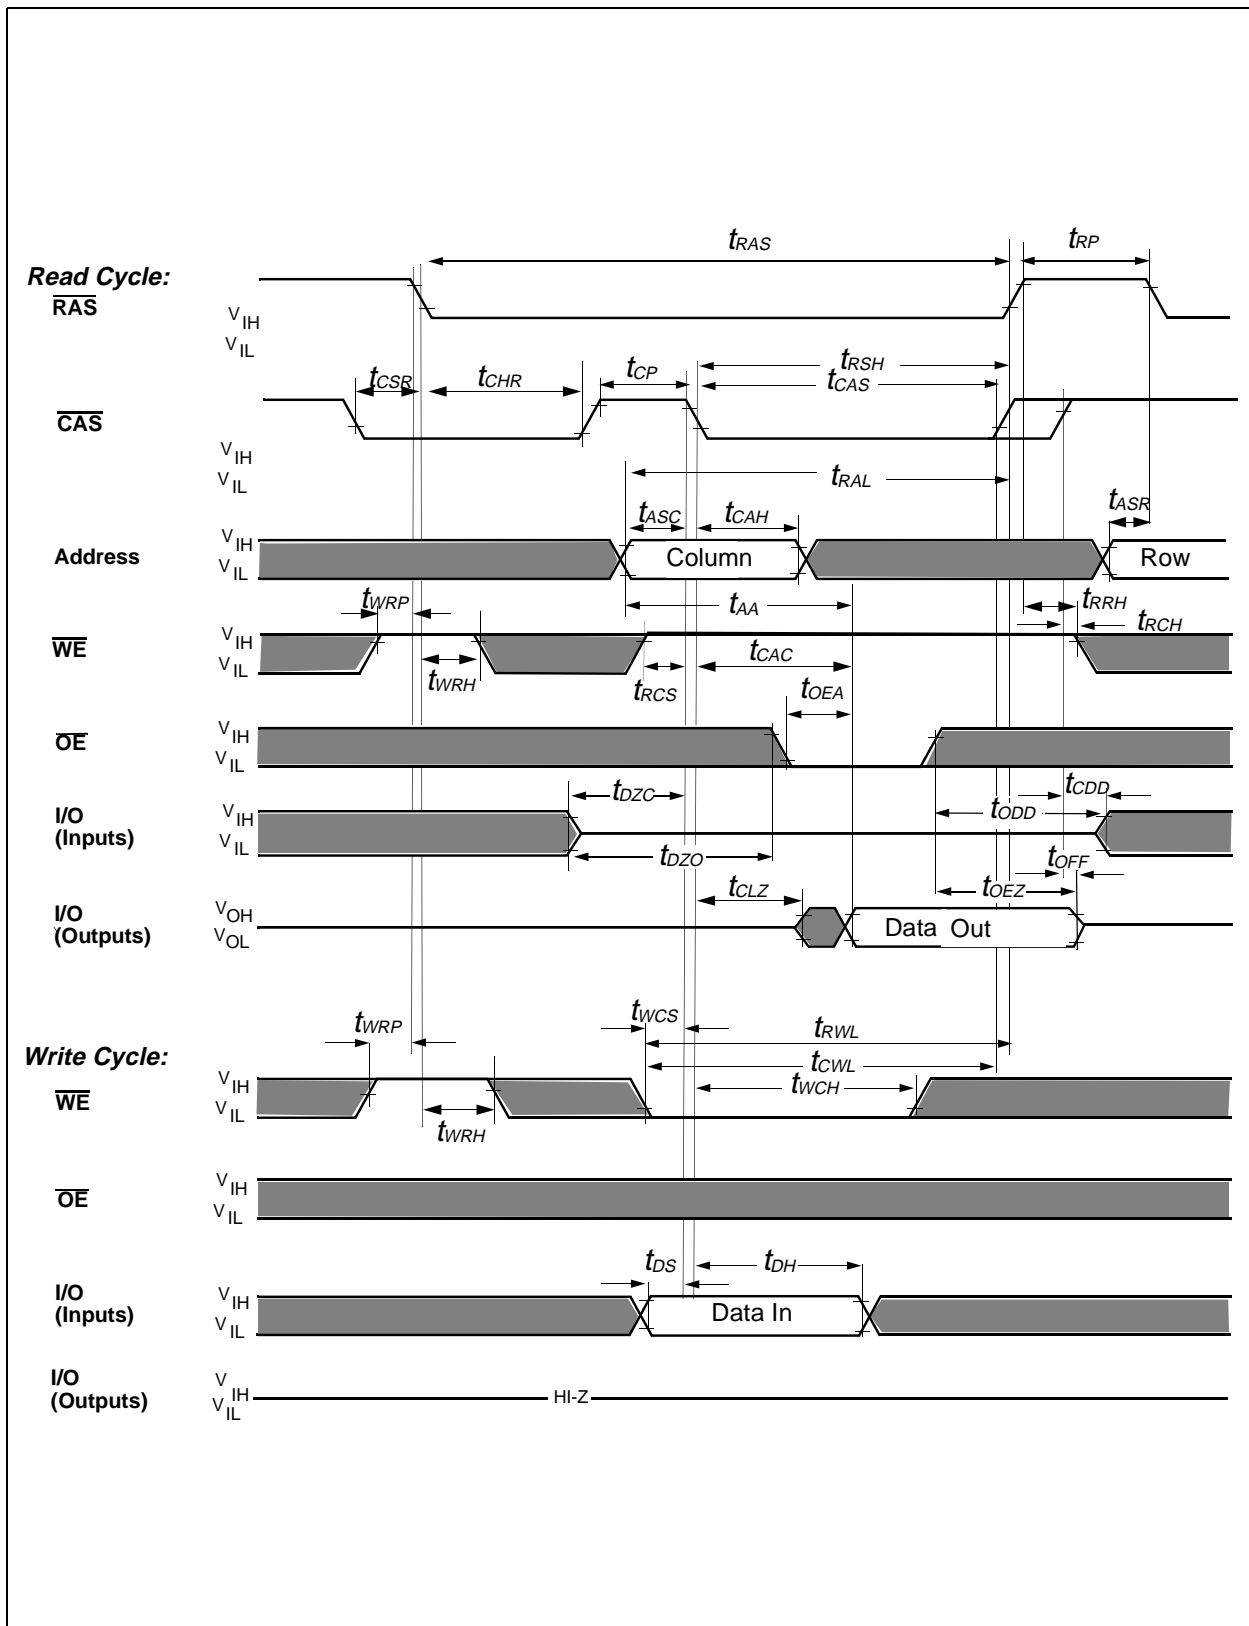 tRAS tRP
Read Cycle:
RAS
VIH
VIL
tCSR tCHR tCP tRSH
tCAS
CAS
VIH
VIL
tRAL
tASC tCAH tASR
Address VIH Column Row
VIL
tWRP tAA tRRH
tRCH
WE VIH
VIL
tWRH tRCS tCAC
tOEA
OE VIH
VIL
tDZC tCDD
tODD
I/O VIH
(Inputs) VIL
tDZO tOFF
tCLZ tOEZ
I/O VOH Data Out
(Outputs) VOL
tWRP tWCS tRWL
Write Cycle:
tCWL
WE VIH tWCH
VIL
tWRH
OE VIH
VIL
tDS tDH
I/O VIH
(Inputs) VIL Data In
I/O V
(Outputs) IH HI-Z
VIL